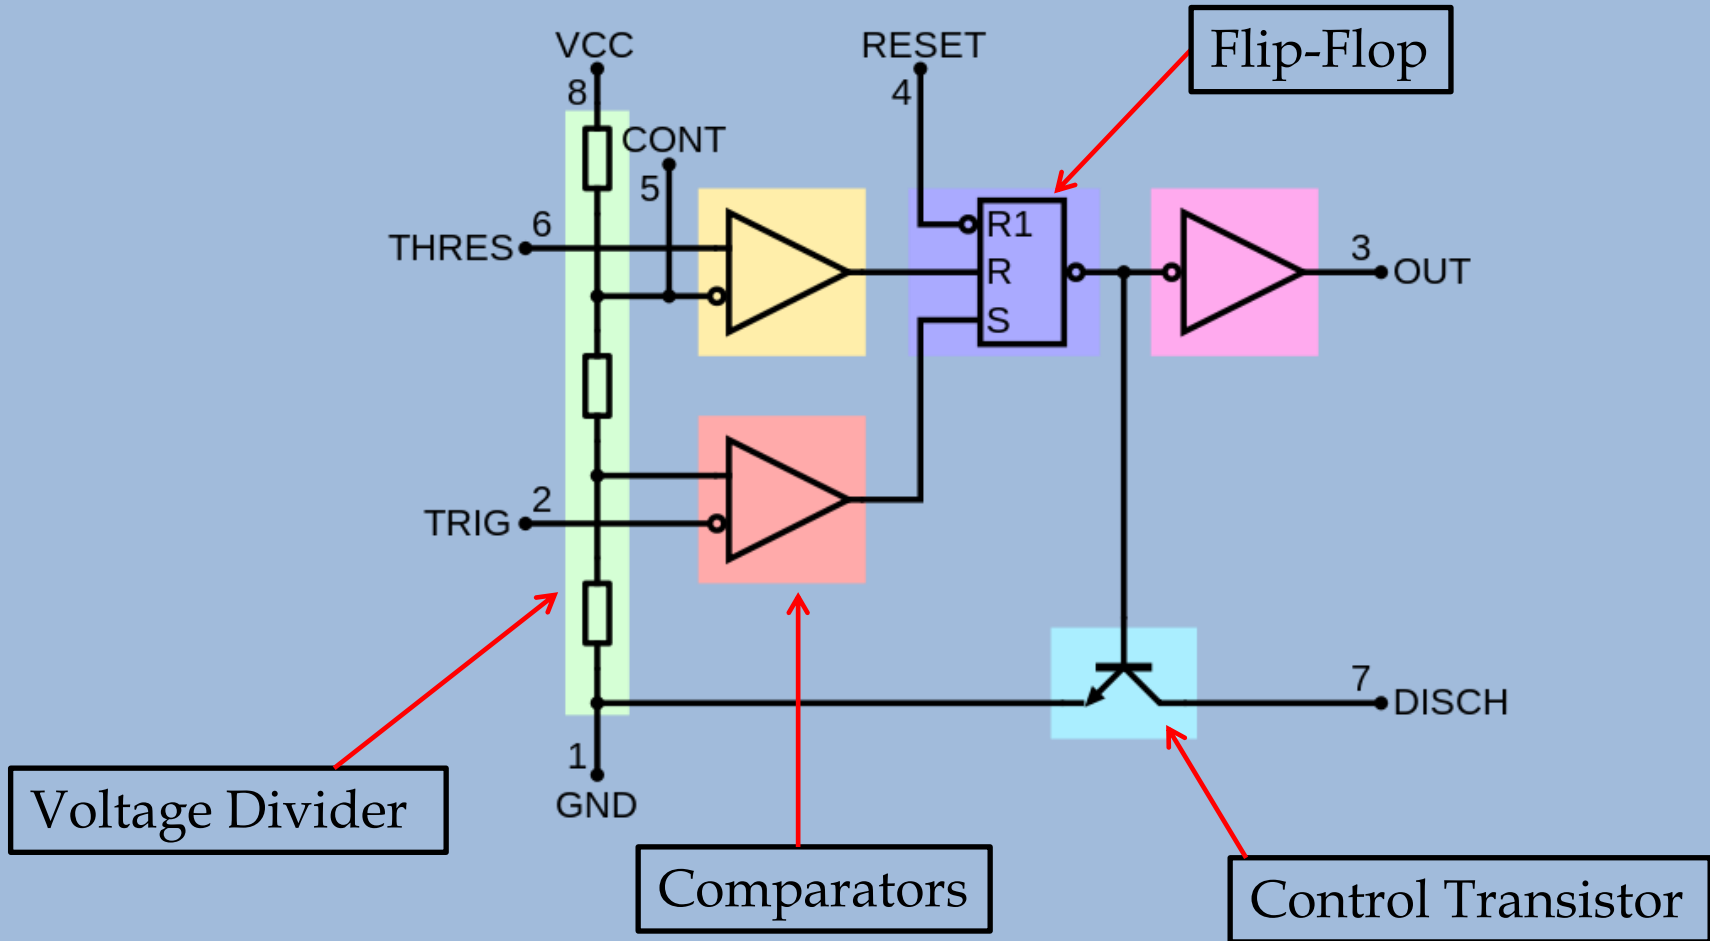 Flip-Flop
VCC
RESET
8
4
CONT
5
6
THRES
R1
R
S
3
OUT
2
TRIG
7
DISCH
1
GND
Voltage Divider
Comparators
Control Transistor